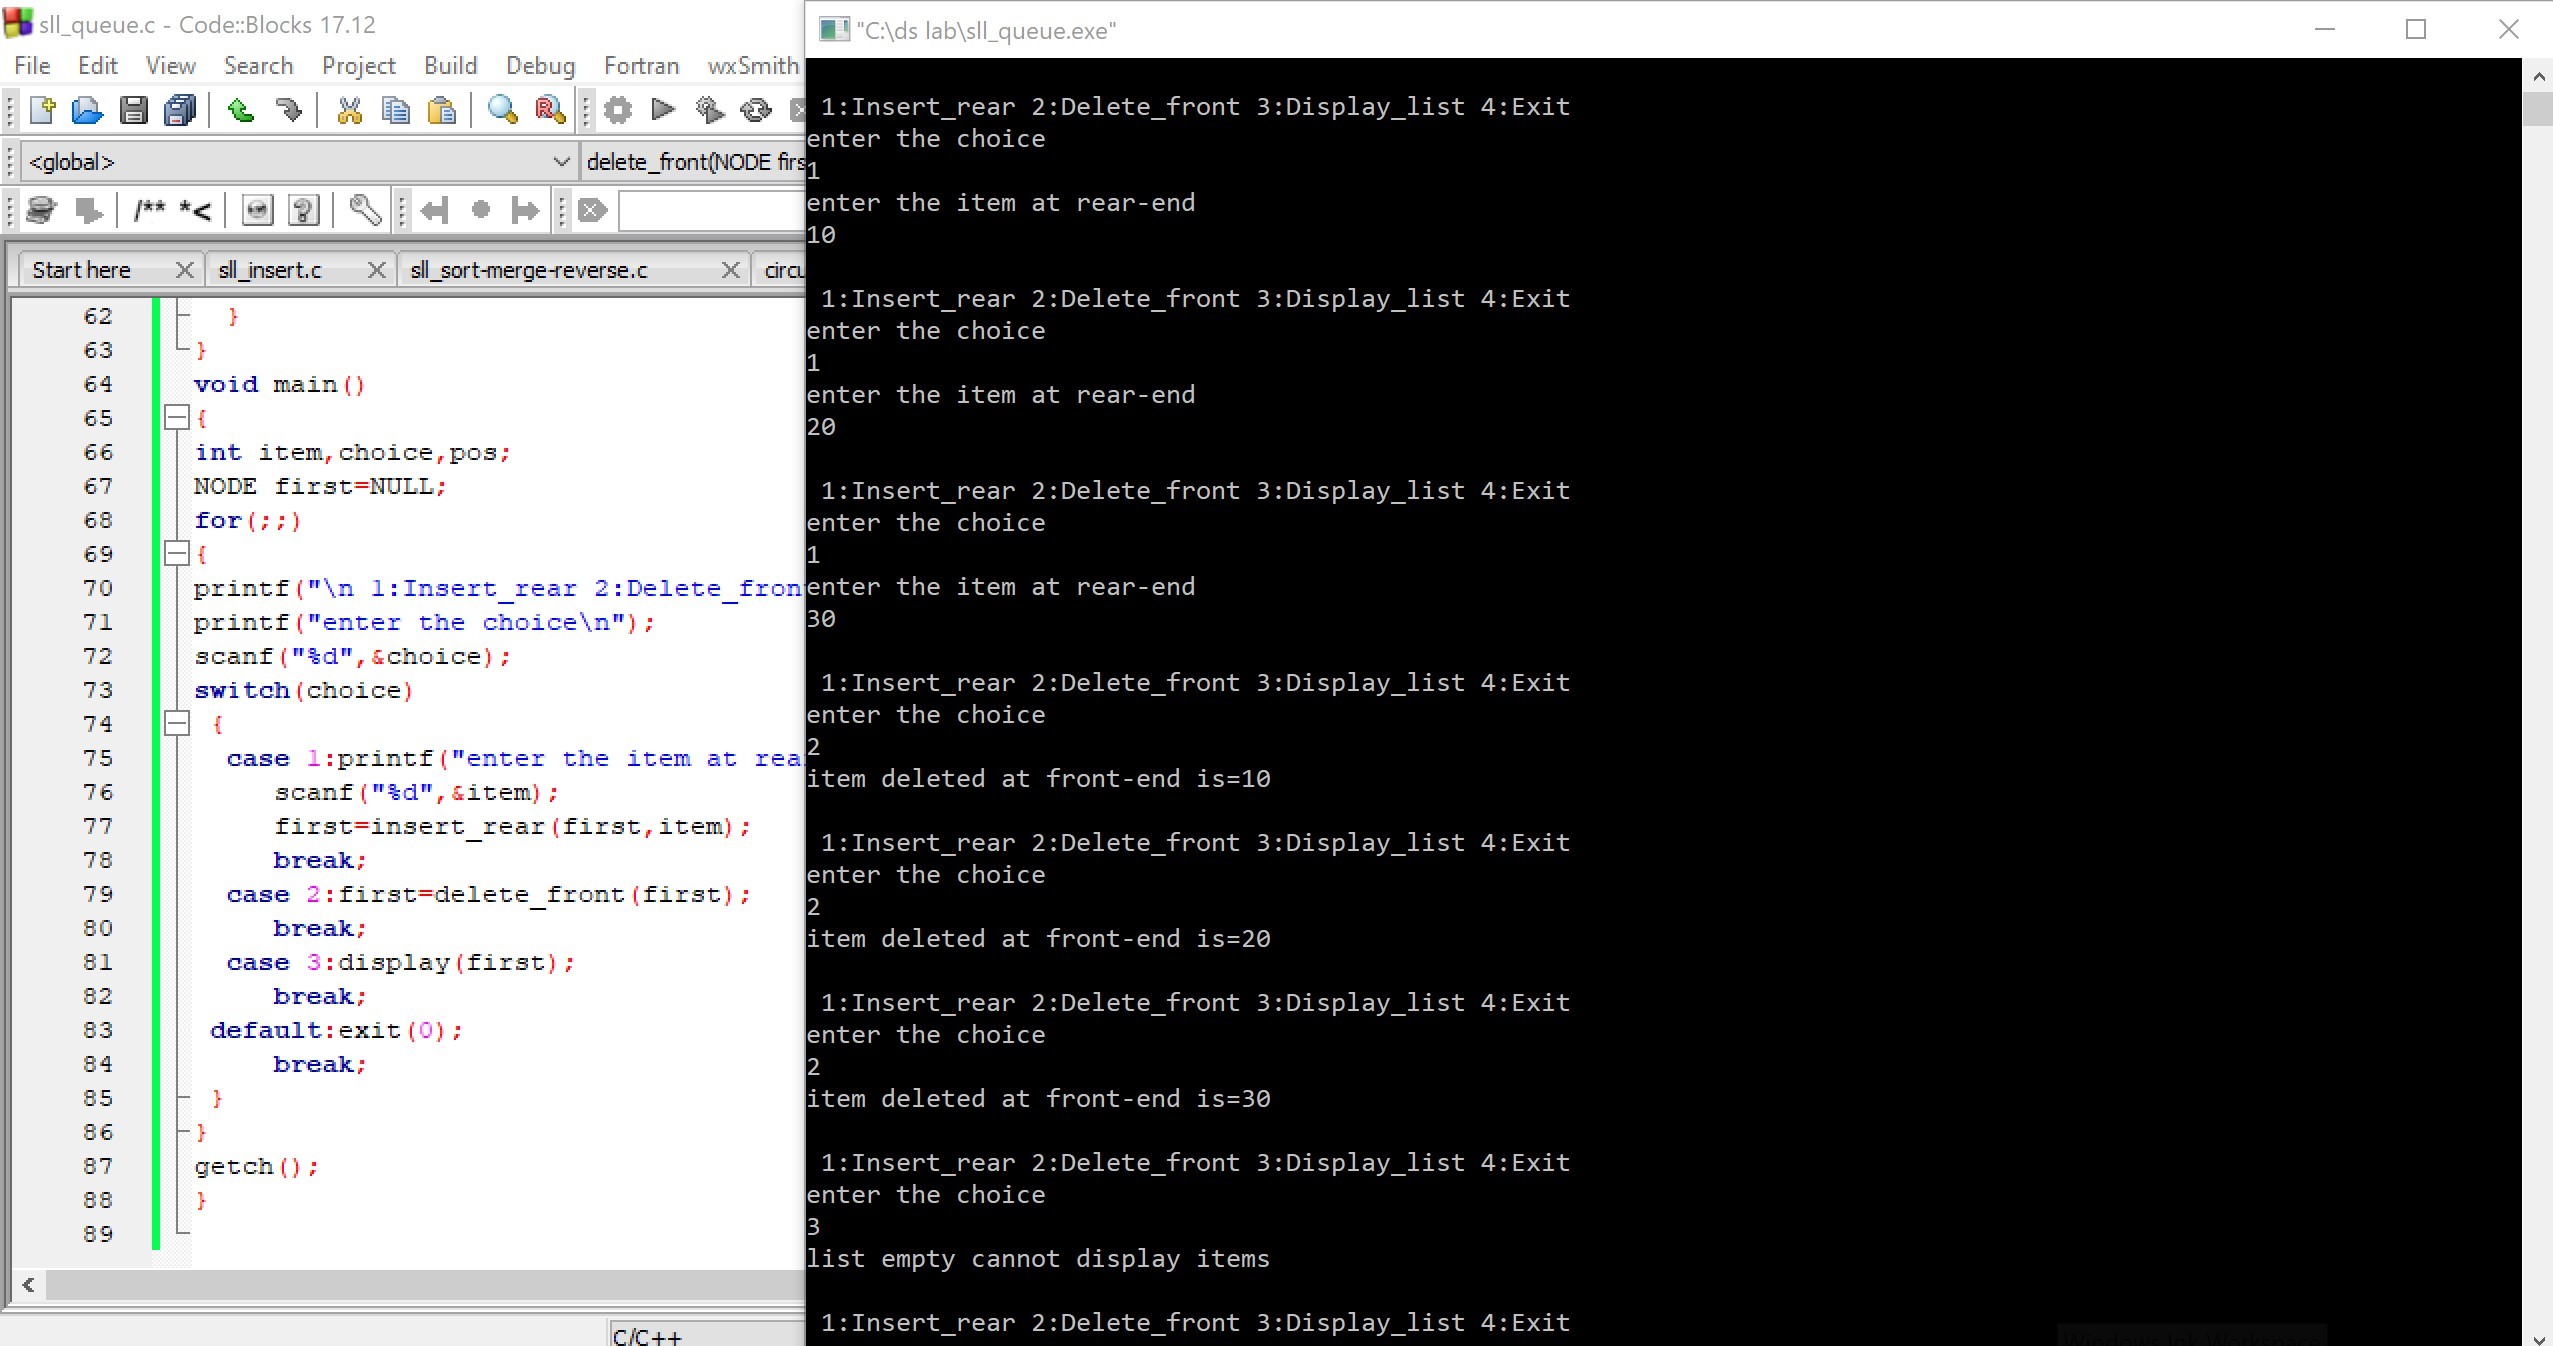 sll_queue.c - Code::Blocks 17.12
File Edit View Search Project Build Debug Fortran wxSmith
<global> delete_front(NODE firs
/** *<
Start here sll_insert.c sll_sort-merge-reverse.c circu
62 }
63 }
64 void main()
65 {
66 int item,choice,pos;
67 NODE first=NULL;
68 for(;;)
69 {
70 printf("\n 1:Insert_rear 2:Delete_fron
71 printf("enter the choice\n");
72 scanf("%d",&choice);
73 switch(choice)
74 {
75 case 1:printf("enter the item at rea
76 scanf("%d",&item);
77 first=insert_rear(first,item);
78 break;
79 case 2:first=delete_front(first);
80 break;
81 case 3:display(first);
82 break;
83 default:exit(0);
84 break;
85 }
86 }
87 getch();
88 }
89
C/C++
"C:\ds lab\sll_queue.exe"
1:Insert_rear 2:Delete_front 3:Display_list 4:Exit
enter the choice
1
enter the item at rear-end
10
1:Insert_rear 2:Delete_front 3:Display_list 4:Exit
enter the choice
1
enter the item at rear-end
20
1:Insert_rear 2:Delete_front 3:Display_list 4:Exit
enter the choice
1
enter the item at rear-end
30
1:Insert_rear 2:Delete_front 3:Display_list 4:Exit
enter the choice
2
item deleted at front-end is=10
1:Insert_rear 2:Delete_front 3:Display_list 4:Exit
enter the choice
2
item deleted at front-end is=20
1:Insert_rear 2:Delete_front 3:Display_list 4:Exit
enter the choice
2
item deleted at front-end is=30
1:Insert_rear 2:Delete_front 3:Display_list 4:Exit
enter the choice
3
list empty cannot display items
1:Insert_rear 2:Delete_front 3:Display_list 4:Exit
Windows Ink Workspace